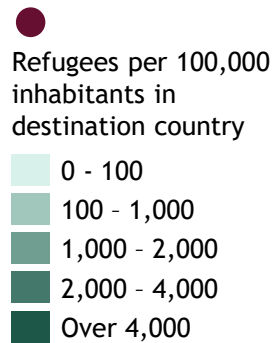 Refugees per 100,000
inhabitants in
destination country
0 - 100
100 – 1,000
1,000 – 2,000
2,000 – 4,000
Over 4,000